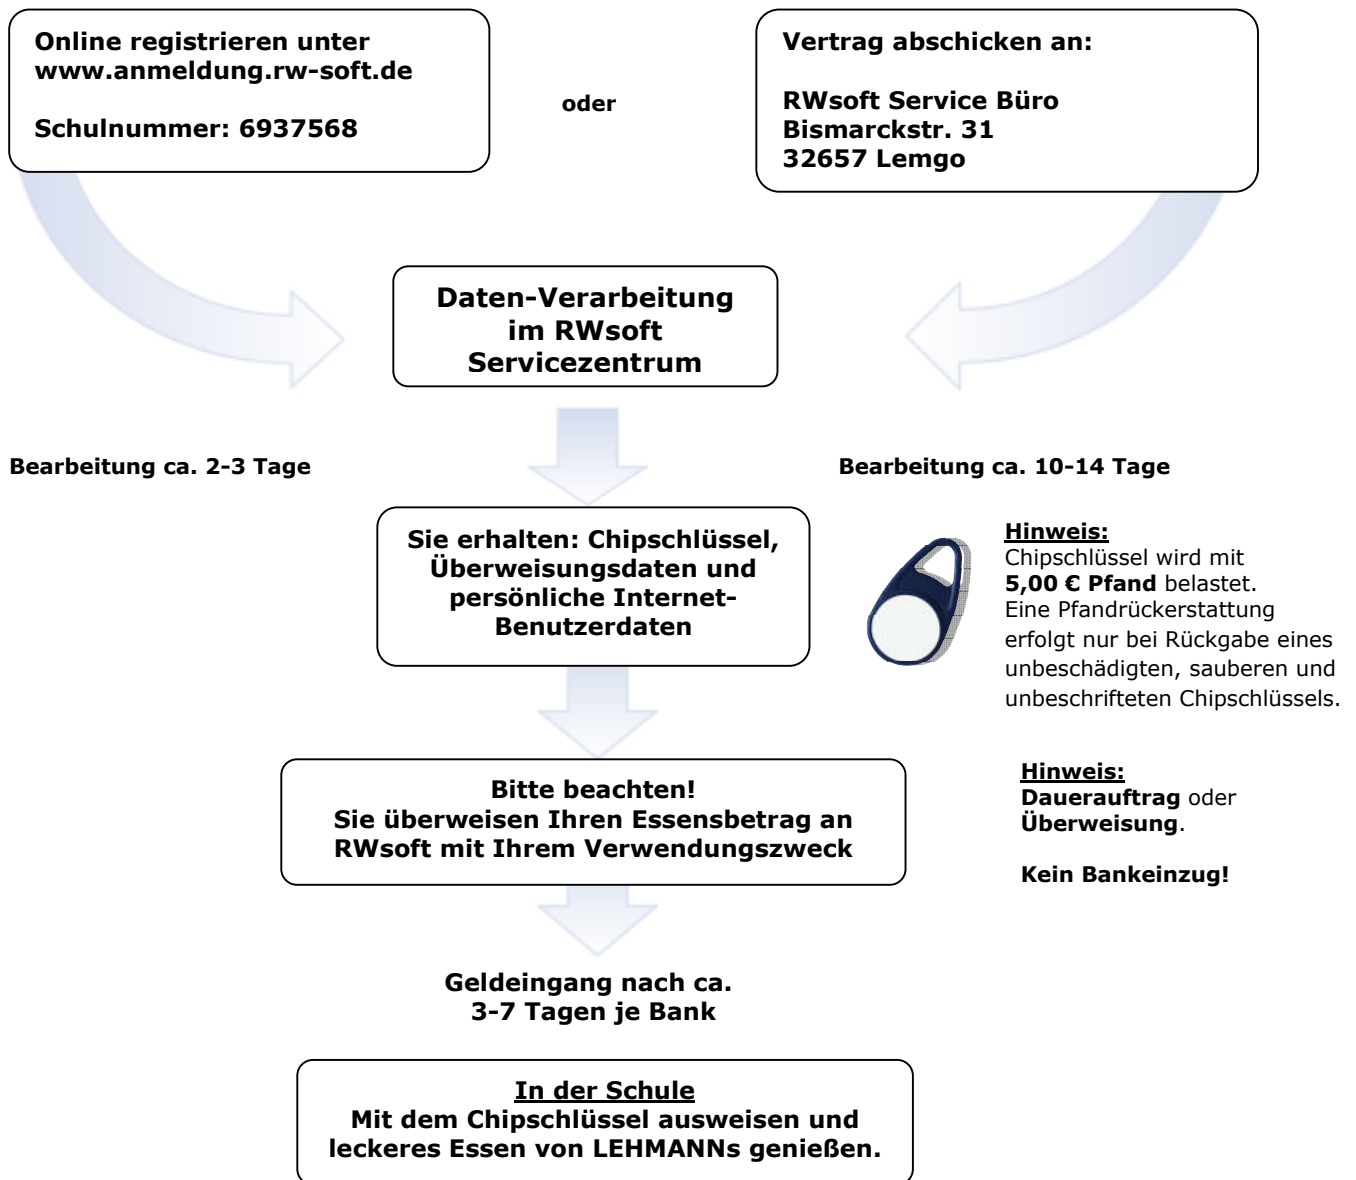 Online registrieren unter
www.anmeldung.rw-soft.de
Schulnummer: 6937568
oder
Vertrag abschicken an:
RWsoft Service Büro
Bismarckstr. 31
32657 Lemgo
Daten-Verarbeitung
im RWsoft
Servicezentrum
Bearbeitung ca. 2-3 Tage
Bearbeitung ca. 10-14 Tage
Sie erhalten: Chipschlüssel,
Überweisungsdaten und
persönliche Internet-
Benutzerdaten
Hinweis:
Chipschlüssel wird mit
5,00 € Pfand belastet.
Eine Pfandrückerstattung
erfolgt nur bei Rückgabe eines
unbeschädigten, sauberen und
unbeschrifteten Chipschlüssels.
Bitte beachten!
Sie überweisen Ihren Essensbetrag an
RWsoft mit Ihrem Verwendungszweck
Hinweis:
Dauerauftrag oder
Überweisung.
Kein Bankeinzug!
Geldeingang nach ca.
3-7 Tagen je Bank
In der Schule
Mit dem Chipschlüssel ausweisen und
leckeres Essen von LEHMANNs genießen.